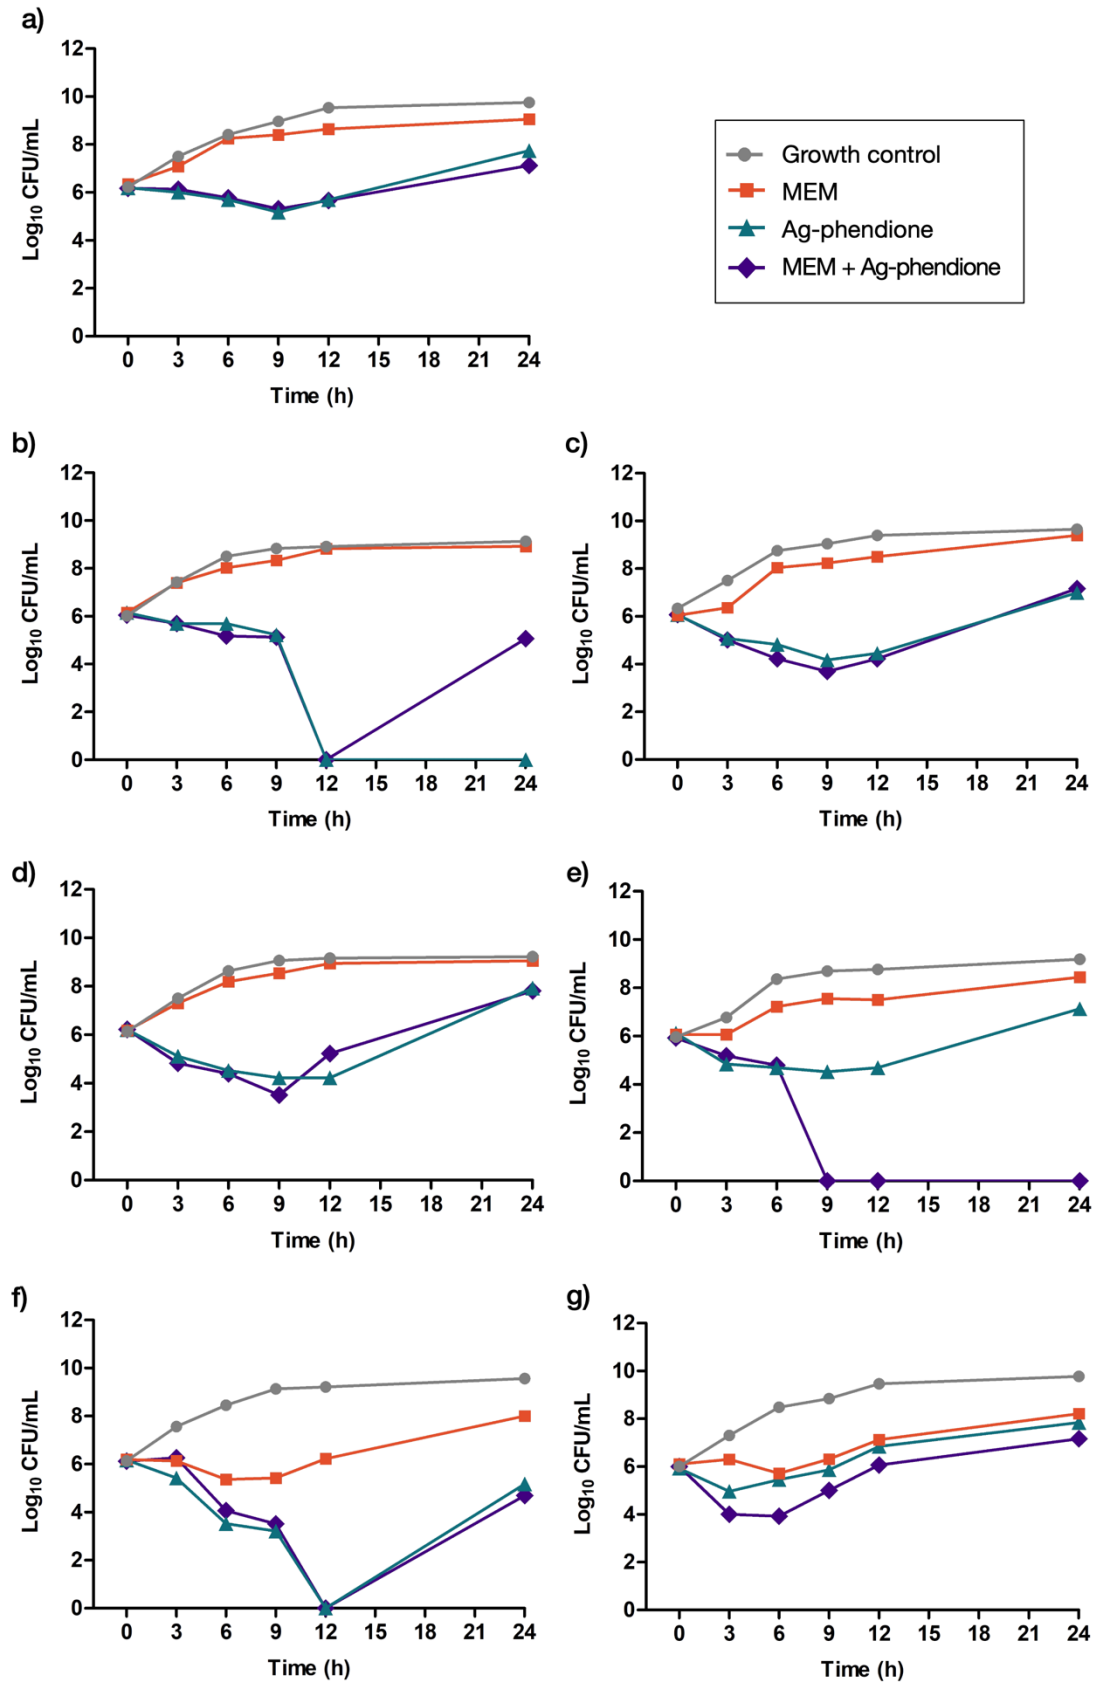 a)
12
10
8
6
4
2
0
Log10 CFU/mL
0 3 6 9 12 15 18 21 24
Time (h)
Growth control
MEM
Ag-phendione
MEM + Ag-phendione
b)
12
10
8
6
4
2
0
Log10 CFU/mL
0 3 6 9 12 15 18 21 24
Time (h)
c)
12
10
8
6
4
2
0
Log10 CFU/mL
0 3 6 9 12 15 18 21 24
Time (h)
d)
12
10
8
6
4
2
0
Log10 CFU/mL
0 3 6 9 12 15 18 21 24
Time (h)
e)
12
10
8
6
4
2
0
Log10 CFU/mL
0 3 6 9 12 15 18 21 24
Time (h)
f)
12
10
8
6
4
2
0
Log10 CFU/mL
0 3 6 9 12 15 18 21 24
Time (h)
g)
12
10
8
6
4
2
0
Log10 CFU/mL
0 3 6 9 12 15 18 21 24
Time (h)